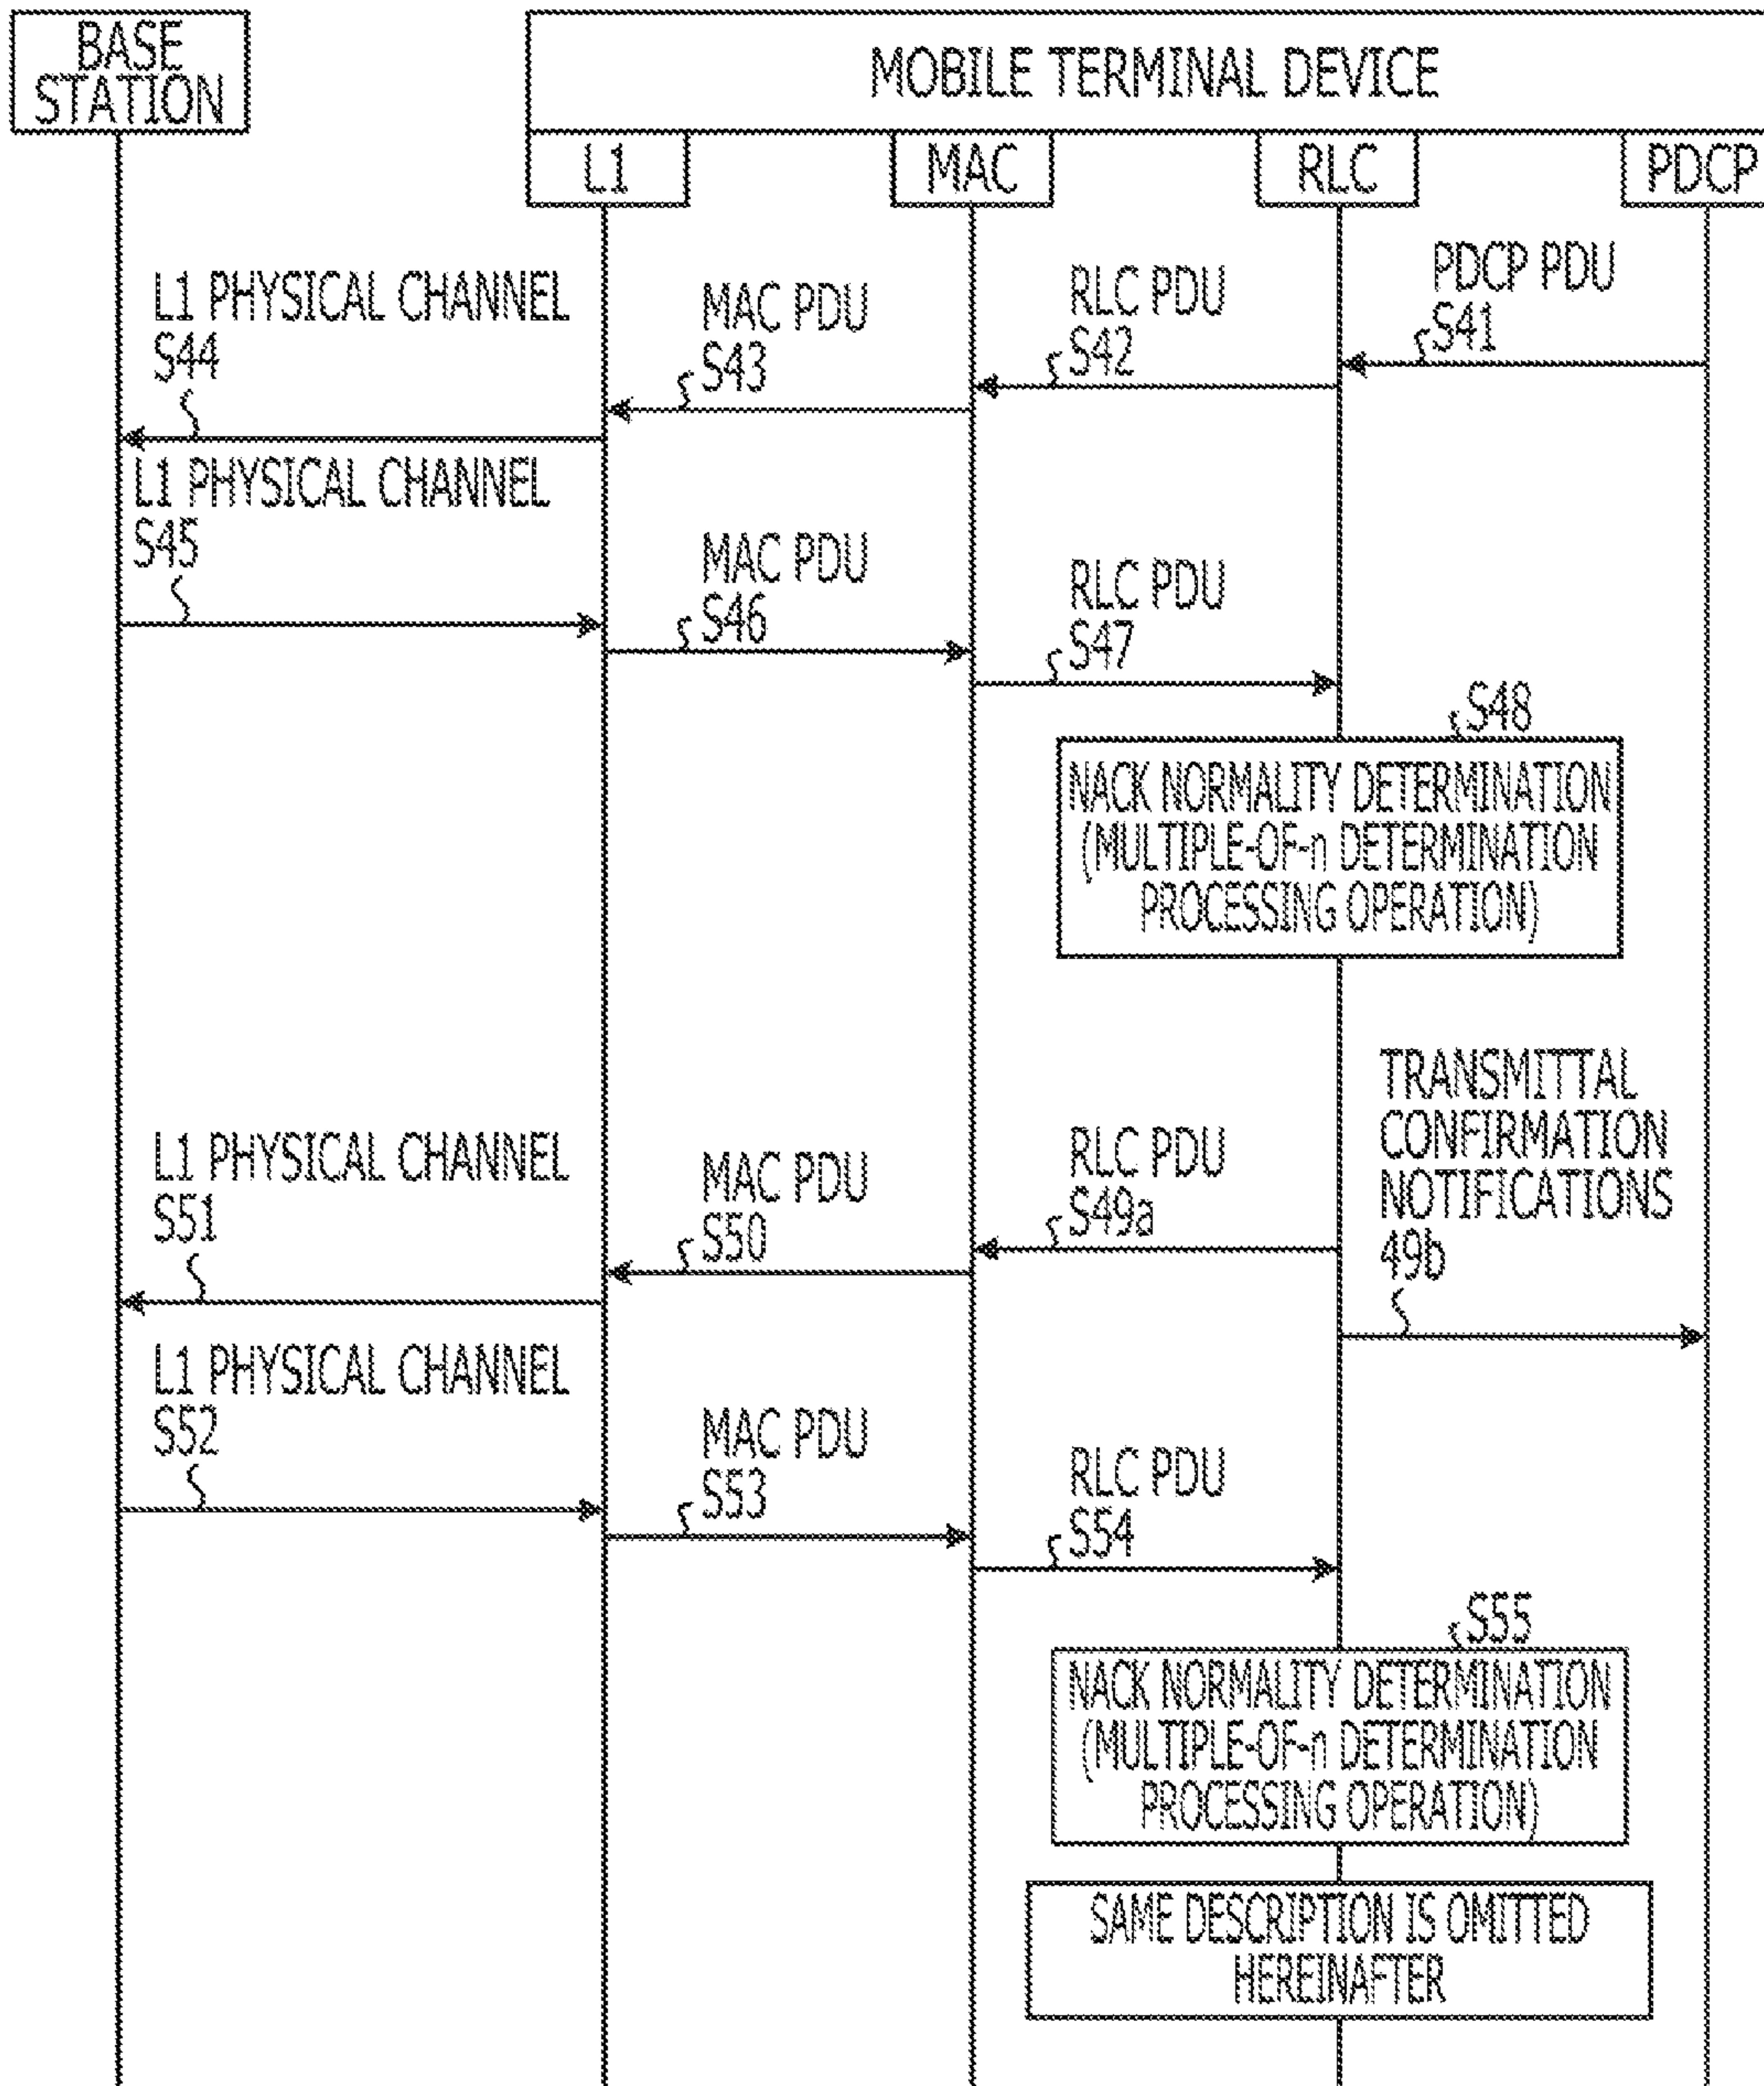 BASE
STATION
MOBILE TERMINAL DEVICE
L1
MAC
RLC
PDCP
PDCP PDU
S41
RLC PDU
S42
MAC PDU
S43
L1 PHYSICAL CHANNEL
S44
L1 PHYSICAL CHANNEL
S45
MAC PDU
S46
RLC PDU
S47
S48
NACK NORMALITY DETERMINATION
(MULTIPLE-OF-n DETERMINATION
PROCESSING OPERATION)
TRANSMITTAL
CONFIRMATION
NOTIFICATIONS
49b
RLC PDU
S49a
MAC PDU
S50
L1 PHYSICAL CHANNEL
S51
L1 PHYSICAL CHANNEL
S52
MAC PDU
S53
RLC PDU
S54
S55
NACK NORMALITY DETERMINATION
(MULTIPLE-OF-n DETERMINATION
PROCESSING OPERATION)
SAME DESCRIPTION IS OMITTED
HEREINAFTER